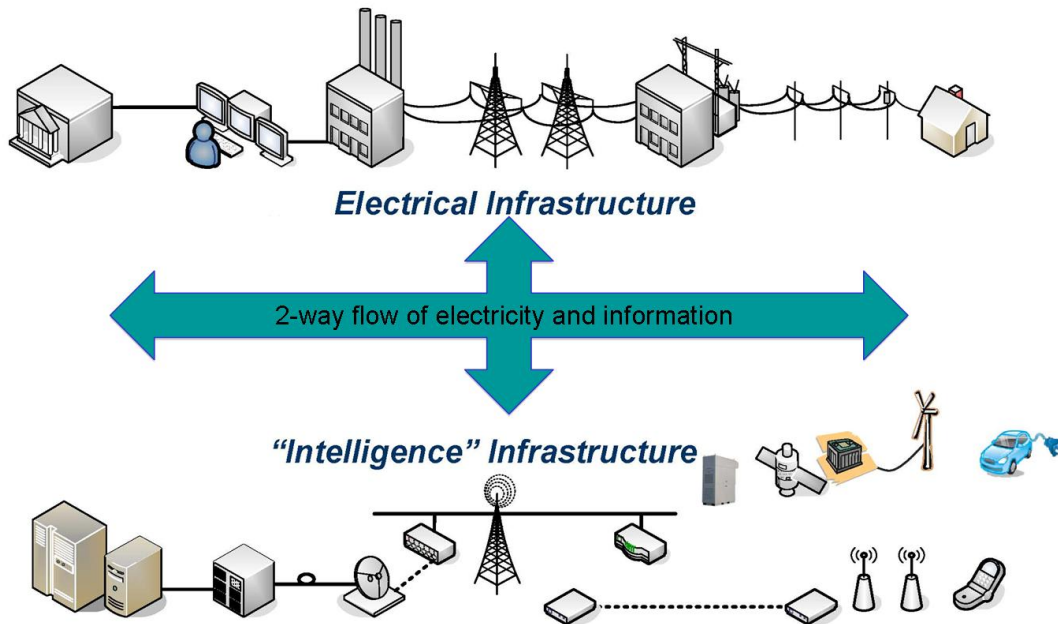 Electrical Infrastructure
2-way flow of electricity and information
“Intelligence” Infrastructure